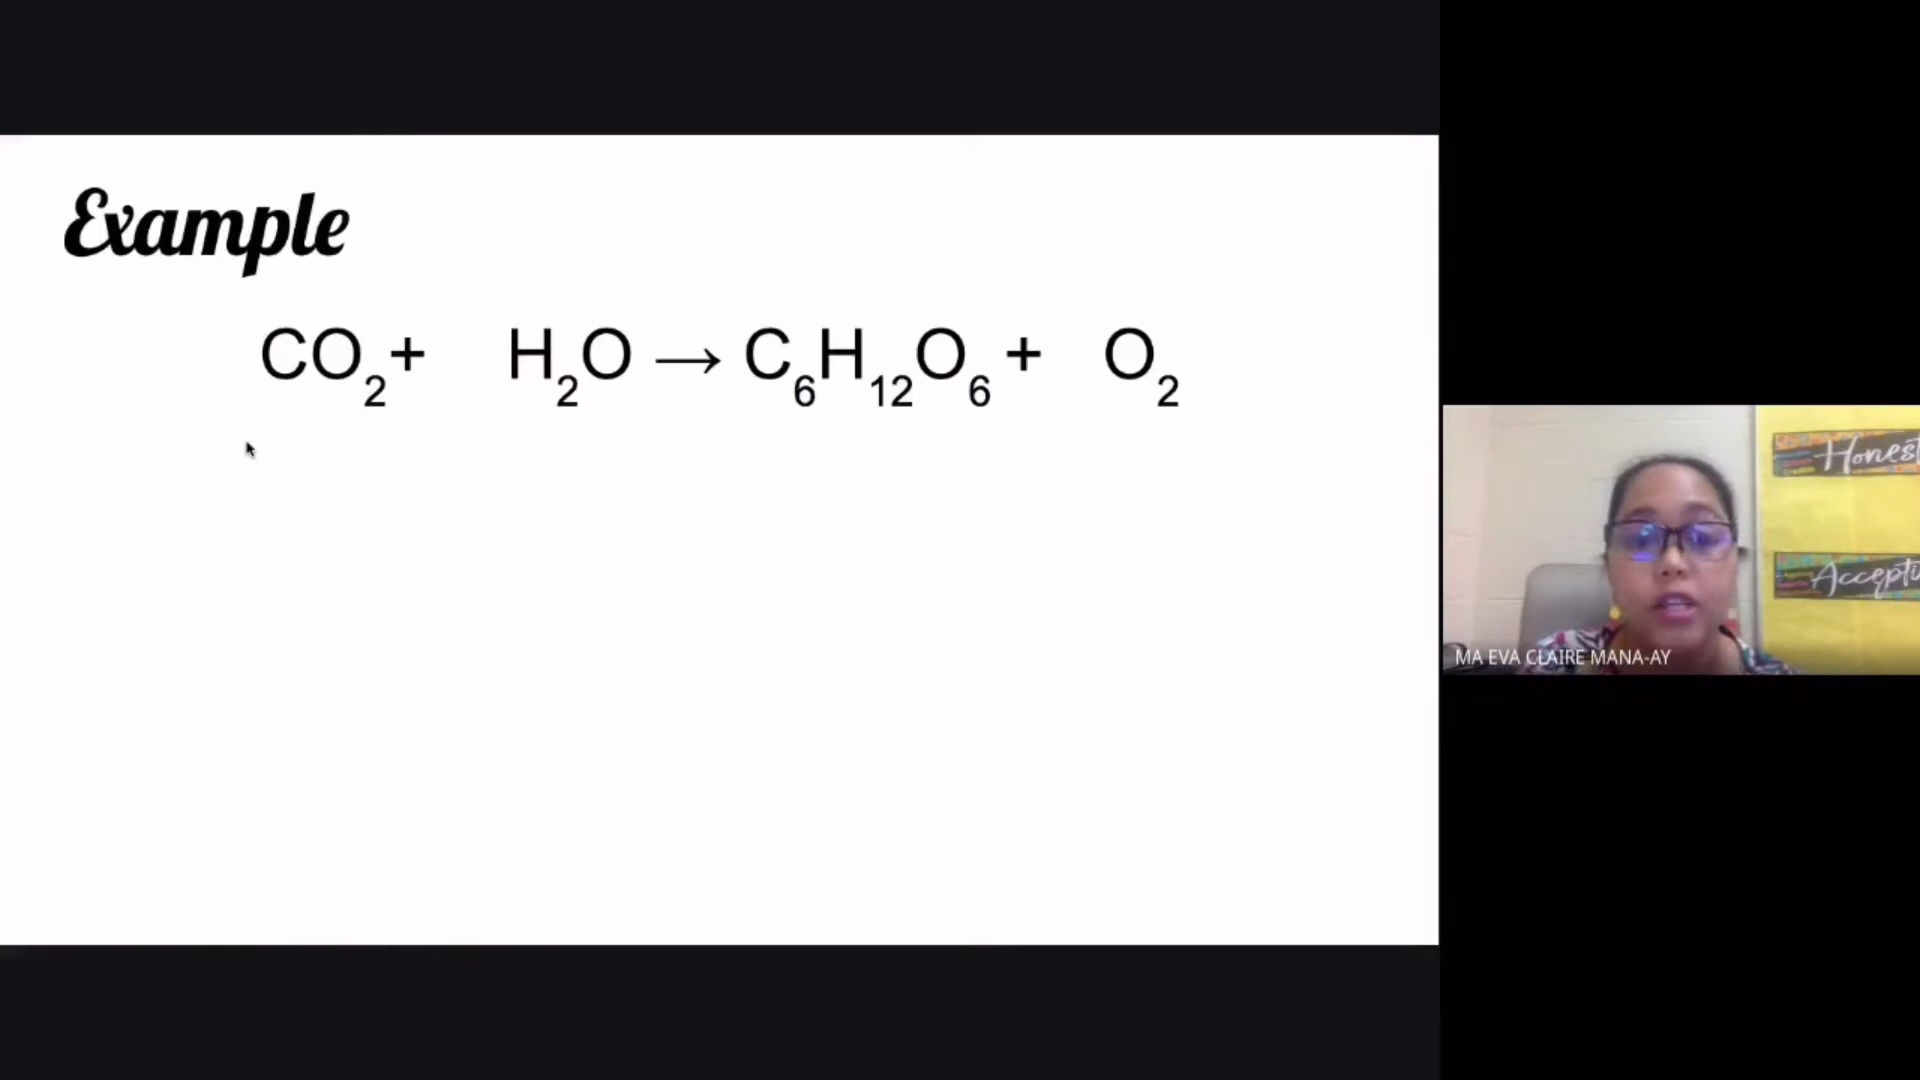 Example
CO₂+ H₂O → C₆H₁₂O₆ + O₂
Honest
Accepti
MA EVA CLAIRE MANA-AY